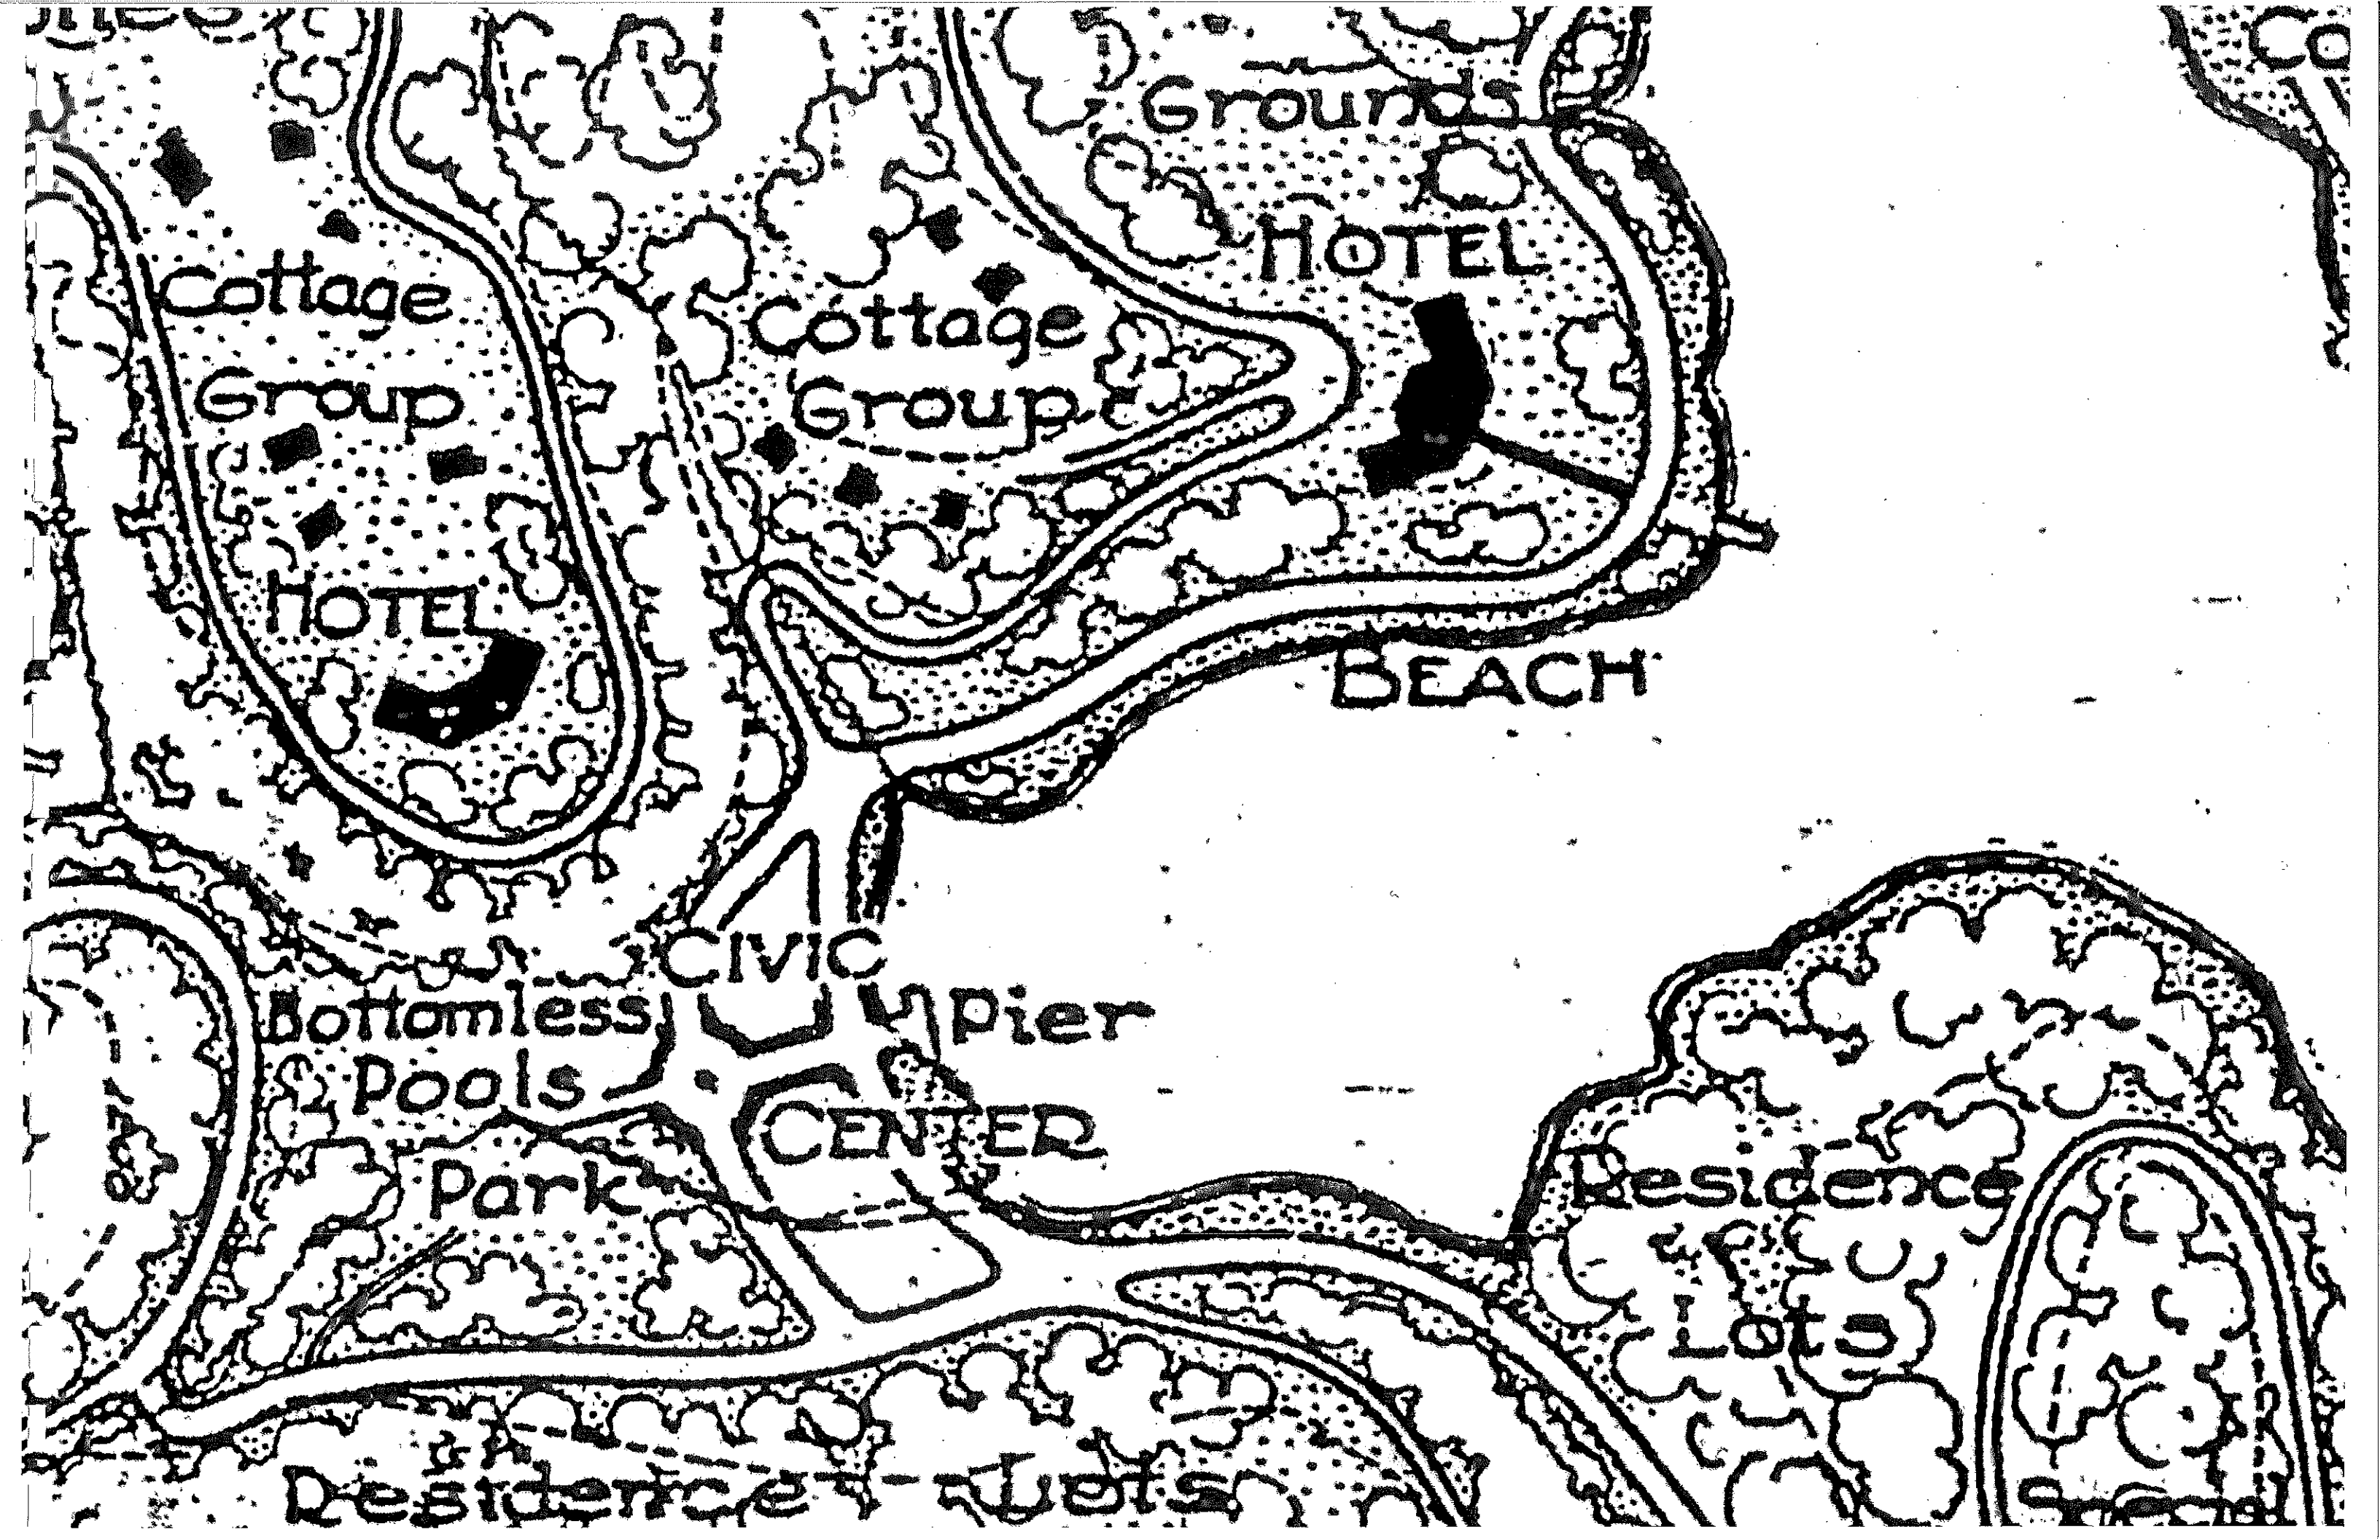 Grounds
HOTEL
Cottage
Group
Cottage
Group
HOTEL
BEACH
CIVIC
Bottomless
Pools
Pier
CENTER
Park
Residence
Lots
Residence Lots